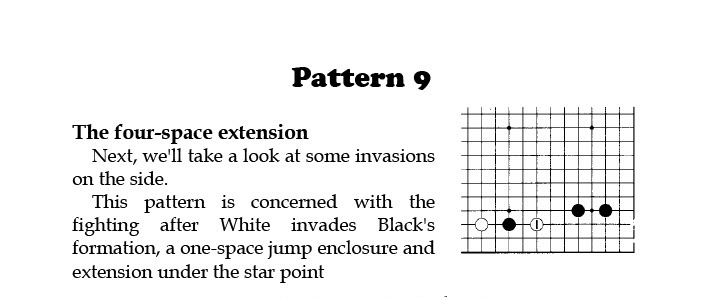 Pattern 9
The four-space extension
Next, we'll take a look at some invasions
on the side.
This pattern is concerned with the
fighting after White invades Black's
formation, a one-space jump enclosure and
extension under the star point
1